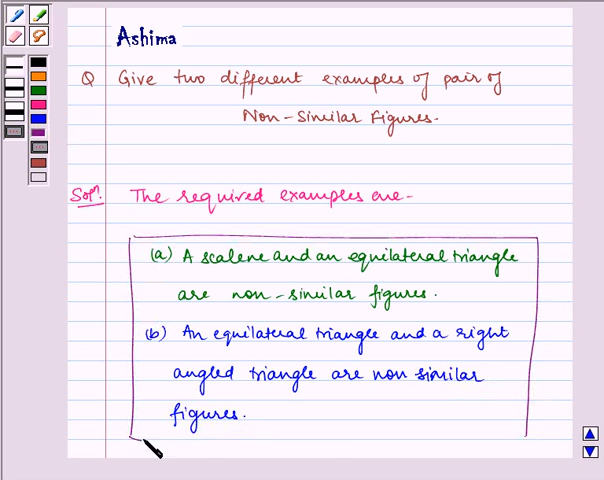 Ashima
Q Give two different examples of pair of
Non-Similar Figures.
Solⁿ. The required examples are-
(a) A scalene and an equilateral triangle
are non-similar figures.
(b) An equilateral triangle and a right
angled triangle are non similar
figures.